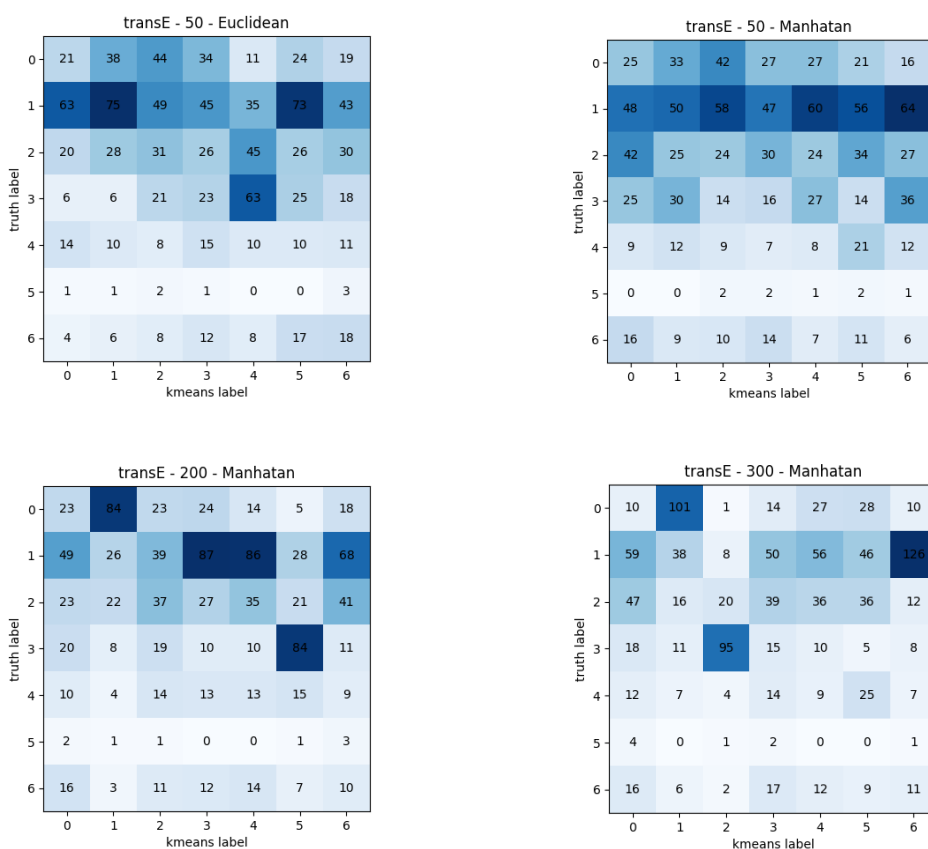 transE - 50 - Euclidean
0 21 38 44 34 11 24 19
1 63 75 49 45 35 73 43
2 20 28 31 26 45 26 30
3 6 6 21 23 63 25 18
4 14 10 8 15 10 10 11
5 1 1 2 1 0 0 3
6 4 6 8 12 8 17 18
0 1 2 3 4 5 6
kmeans label
truth label
transE - 50 - Manhatan
0 25 33 42 27 27 21 16
1 48 50 58 47 60 56 64
2 42 25 24 30 24 34 27
3 25 30 14 16 27 14 36
4 9 12 9 7 8 21 12
5 0 0 2 2 1 2 1
6 16 9 10 14 7 11 6
0 1 2 3 4 5 6
kmeans label
truth label
transE - 200 - Manhatan
0 23 84 23 24 14 5 18
1 49 26 39 87 86 28 68
2 23 22 37 27 35 21 41
3 20 8 19 10 10 84 11
4 10 4 14 13 13 15 9
5 2 1 1 0 0 1 3
6 16 3 11 12 14 7 10
0 1 2 3 4 5 6
kmeans label
truth label
transE - 300 - Manhatan
0 10 101 1 14 27 28 10
1 59 38 8 50 56 46 126
2 47 16 20 39 36 36 12
3 18 11 95 15 10 5 8
4 12 7 4 14 9 25 7
5 4 0 1 2 0 0 1
6 16 6 2 17 12 9 11
0 1 2 3 4 5 6
kmeans label
truth label